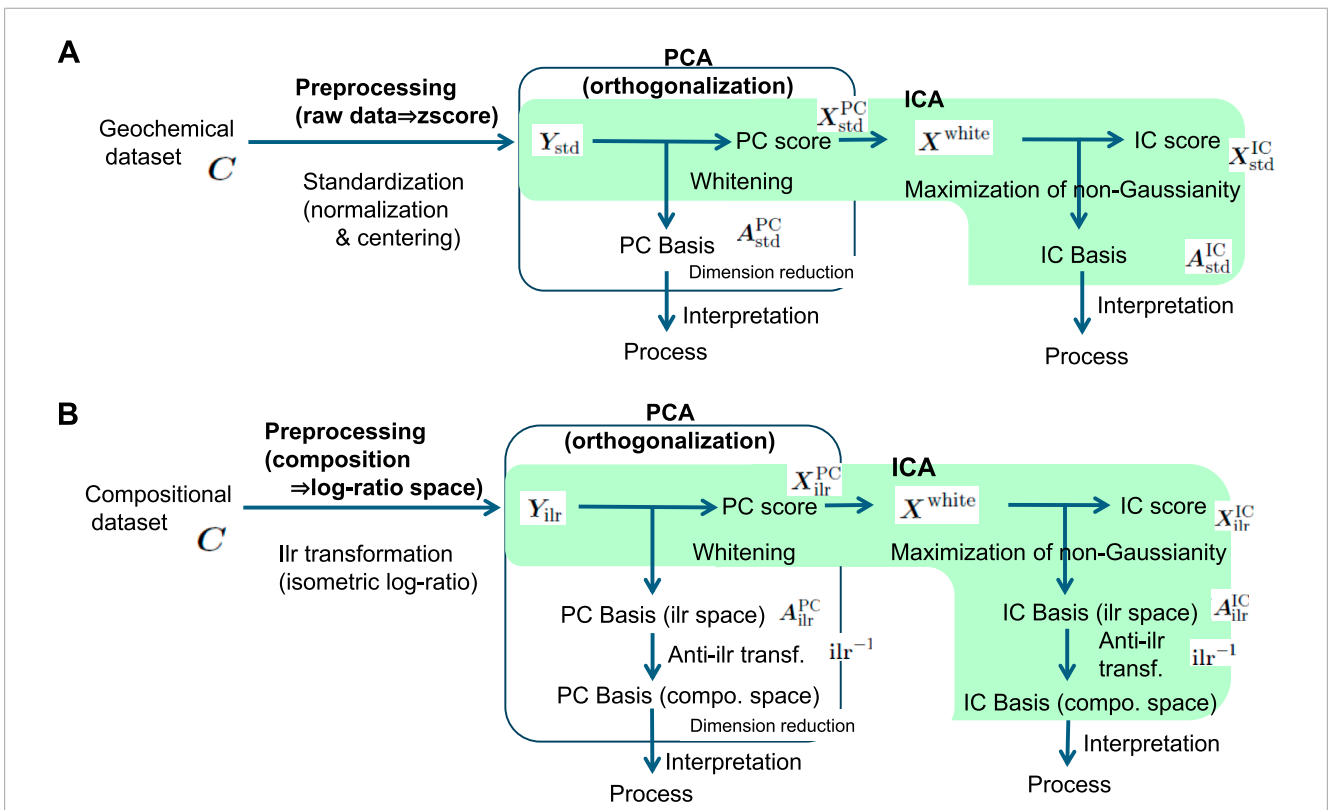 A
PCA
(orthogonalization)
Preprocessing
(raw data⇒zscore)
ICA
Geochemical
dataset C
Y_std
PC score
X_std^PC
X^white
IC score
X_std^IC
Standardization
(normalization
& centering)
Whitening
Maximization of non-Gaussianity
PC Basis
A_std^PC
IC Basis
A_std^IC
Dimension reduction
Interpretation
Interpretation
Process
Process
B
PCA
(orthogonalization)
Preprocessing
(composition
⇒log-ratio space)
ICA
Compositional
dataset
C
Y_ilr
PC score
X_ilr^PC
X^white
IC score
X_ilr^IC
Ilr transformation
(isometric log-ratio)
Whitening
Maximization of non-Gaussianity
PC Basis (ilr space)
A_ilr^PC
IC Basis (ilr space)
A_ilr^IC
Anti-ilr transf.
ilr^−1
Anti-ilr
transf.
ilr^−1
PC Basis (compo. space)
IC Basis (compo. space)
Dimension reduction
Interpretation
Interpretation
Process
Process